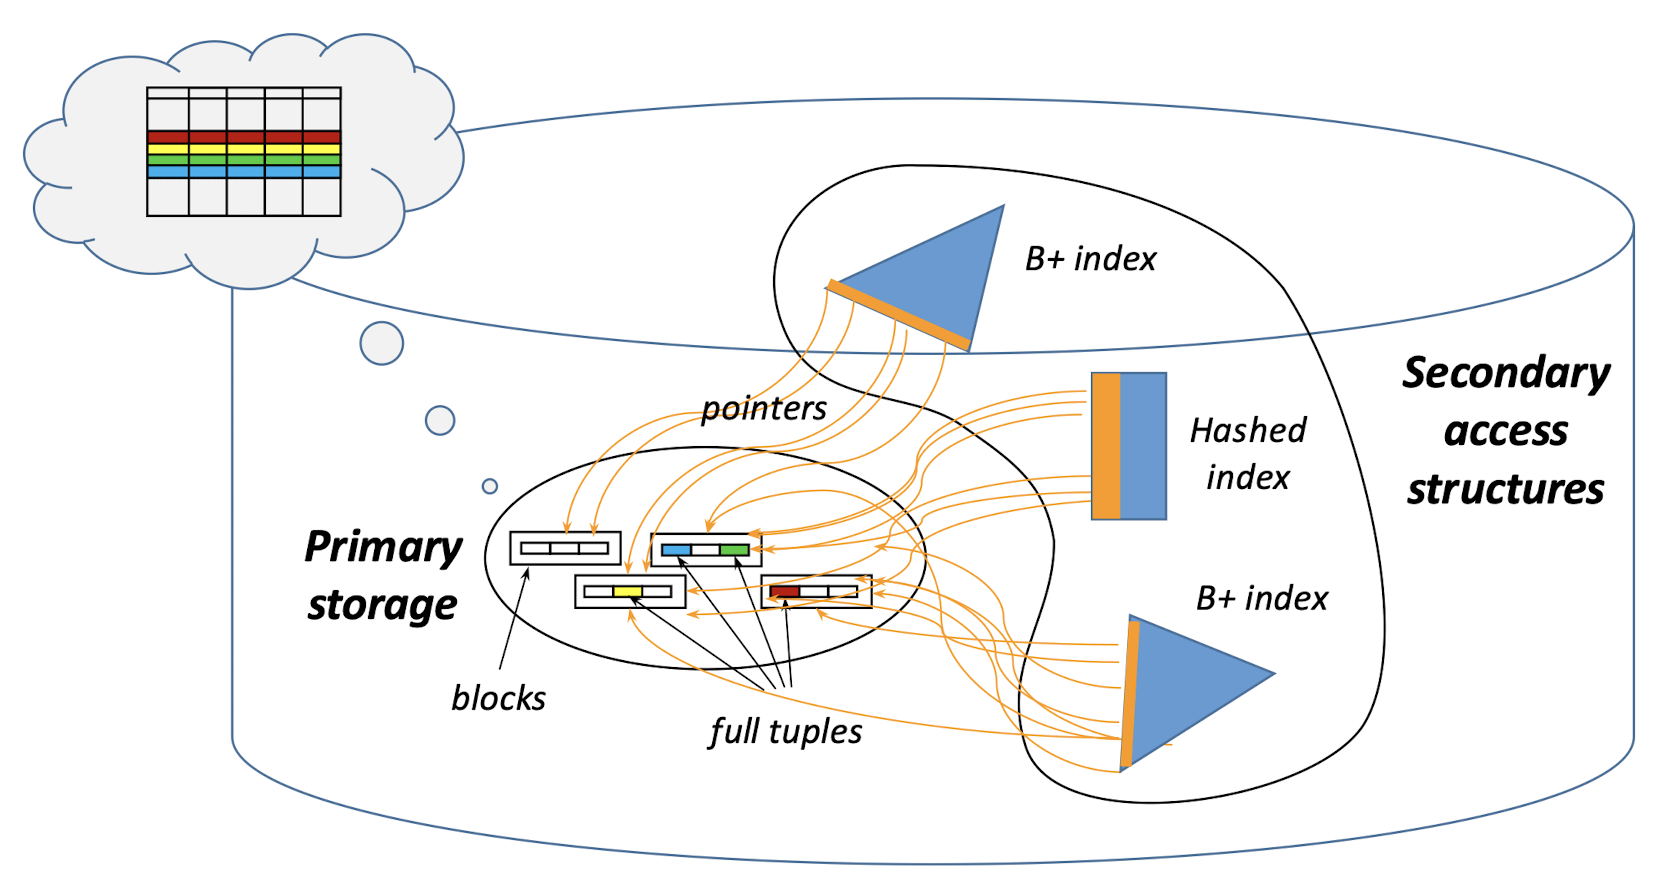 B+ index
Secondary
access
structures
pointers
Hashed
index
Primary
storage
B+ index
blocks
full tuples